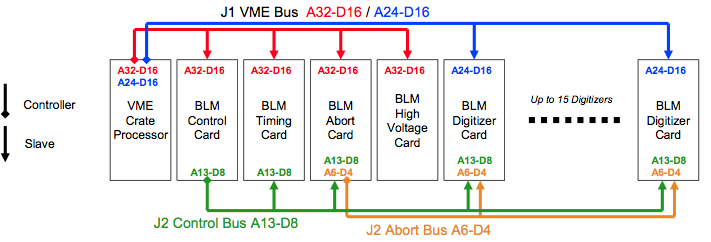 J1 VME Bus A32-D16 / A24-D16
Controller
Slave
A32-D16
A24-D16
VME
Crate
Processor
A32-D16
BLM
Control
Card
A13-D8
A32-D16
BLM
Timing
Card
A13-D8
A32-D16
BLM
Abort
Card
A13-D8
A6-D4
A32-D16
BLM
High
Voltage
Card
A24-D16
BLM
Digitizer
Card
A13-D8
A6-D4
Up to 15 Digitizers
A24-D16
BLM
Digitizer
Card
A13-D8
A6-D4
J2 Control Bus A13-D8
J2 Abort Bus A6-D4